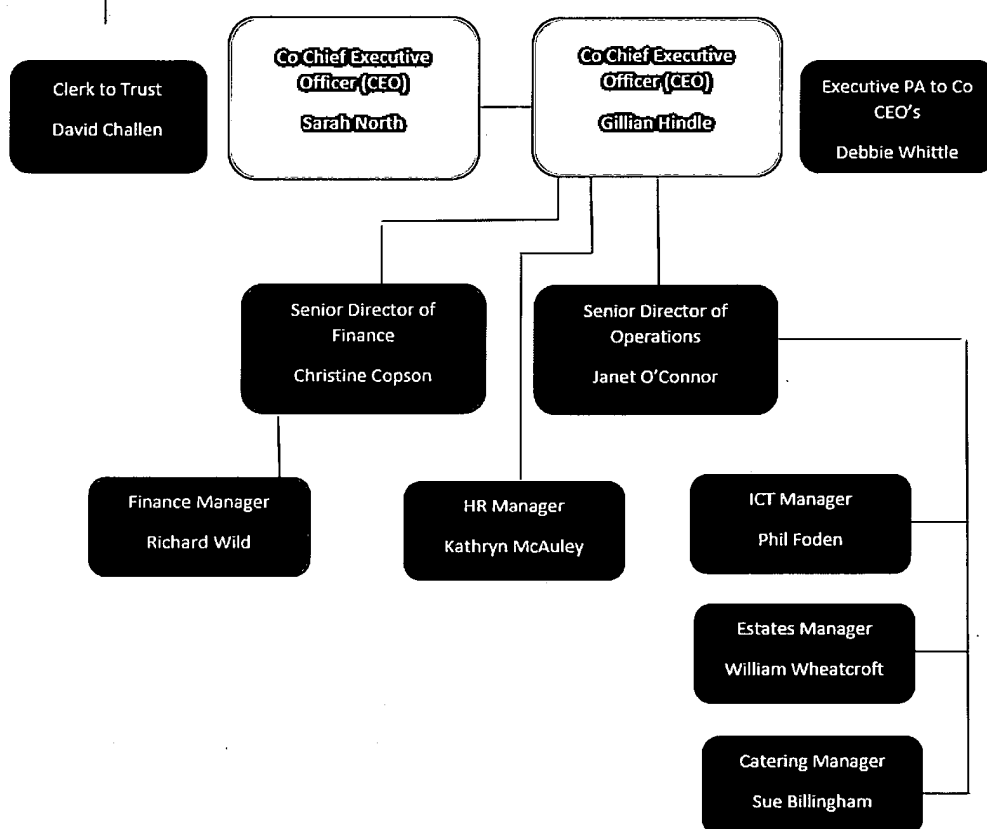 Clerk to Trust
David Challen
Co Chief Executive
Officer (CEO)
Sarah North
Co Chief Executive
Officer (CEO)
Gillian Hindle
Executive PA to Co
CEO's
Debbie Whittle
Senior Director of
Finance
Christine Copson
Senior Director of
Operations
Janet O'Connor
Finance Manager
Richard Wild
HR Manager
Kathryn McAuley
ICT Manager
Phil Foden
Estates Manager
William Wheatcroft
Catering Manager
Sue Billingham